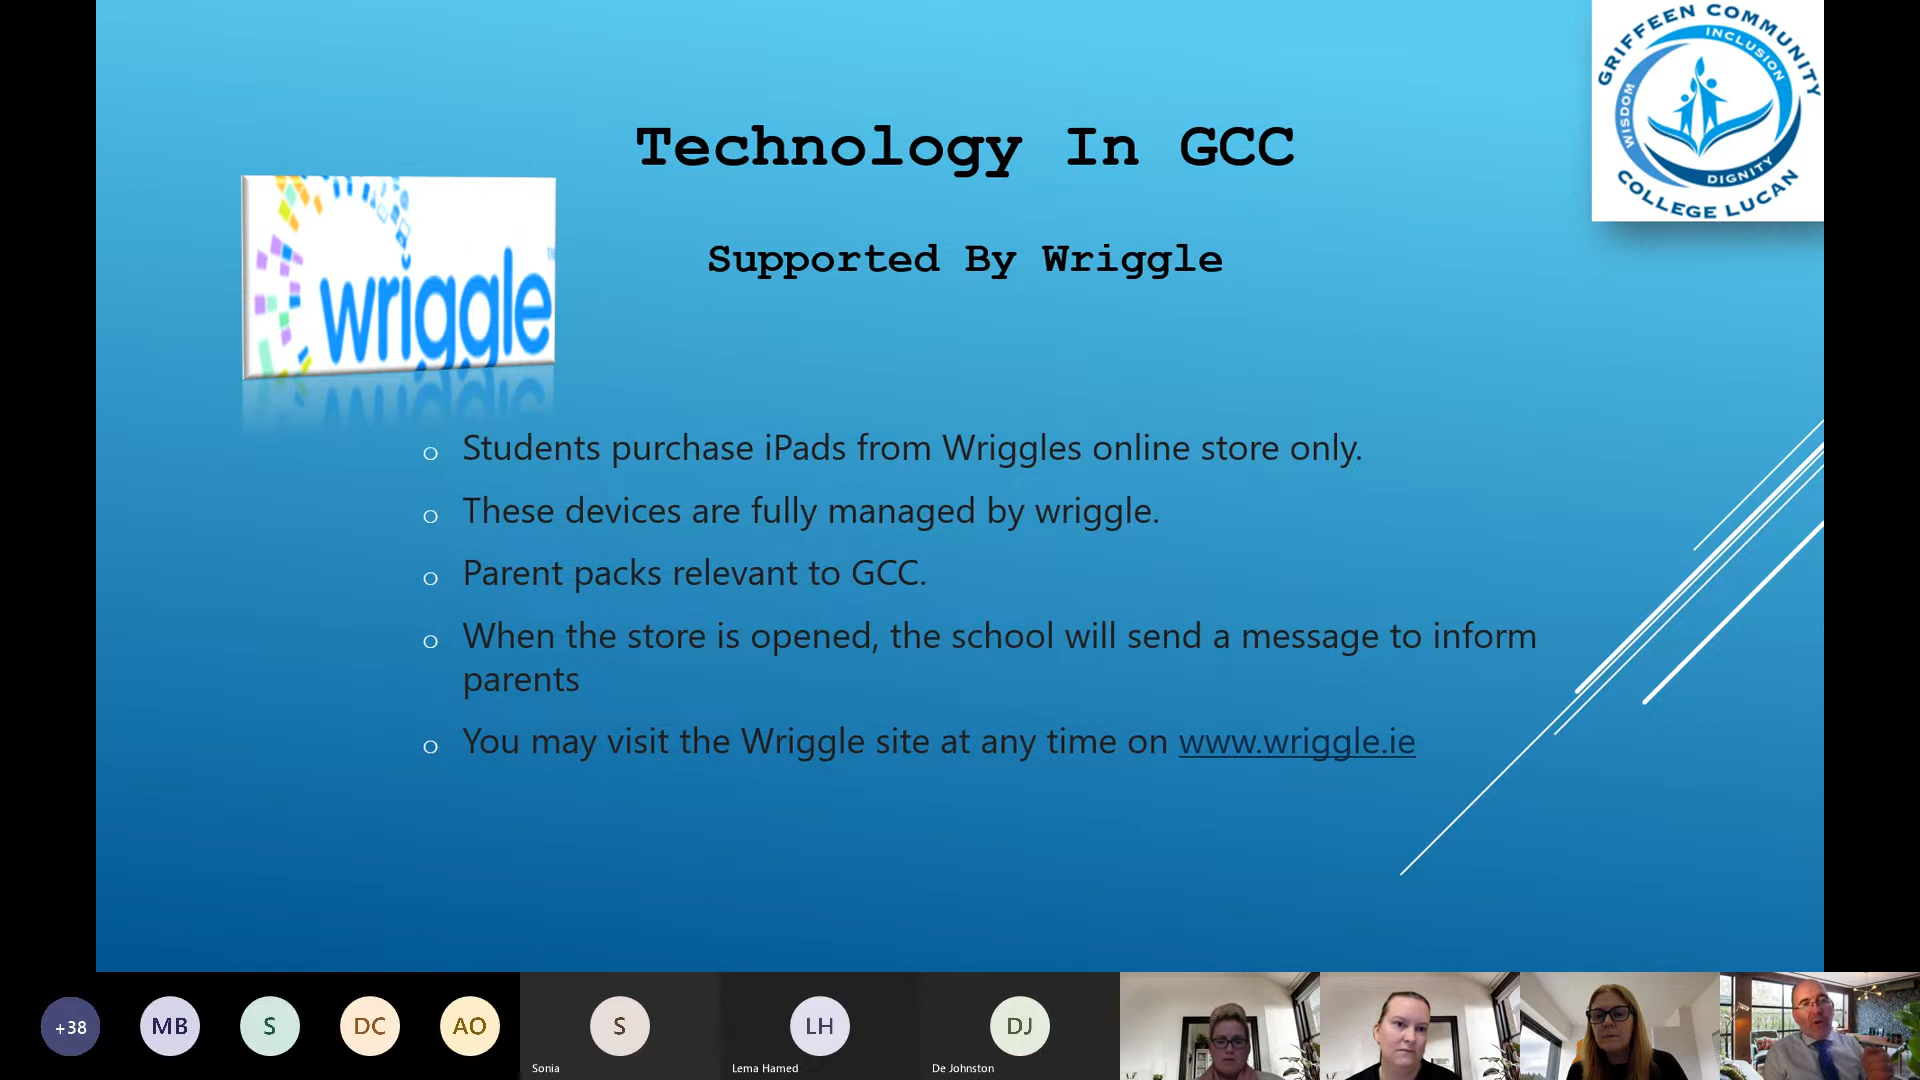 GRIFFEEN COMMUNITY
INCLUSION
WISDOM
DIGNITY
COLLEGE LUCAN
Technology In GCC
Supported By Wriggle
wriggle
TM
o Students purchase iPads from Wriggles online store only.
o These devices are fully managed by wriggle.
o Parent packs relevant to GCC.
o When the store is opened, the school will send a message to inform
parents
o You may visit the Wriggle site at any time on www.wriggle.ie
+38
MB
S
DC
AO
S
LH
DJ
Sonia
Lema Hamed
De Johnston